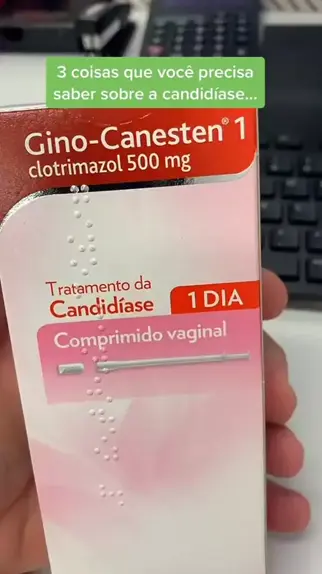 3 coisas que você precisa
saber sobre a candidíase...
Gino-Canesten® 1
clotrimazol 500 mg
Tratamento da
Candidíase
1 DIA
Comprimido vaginal